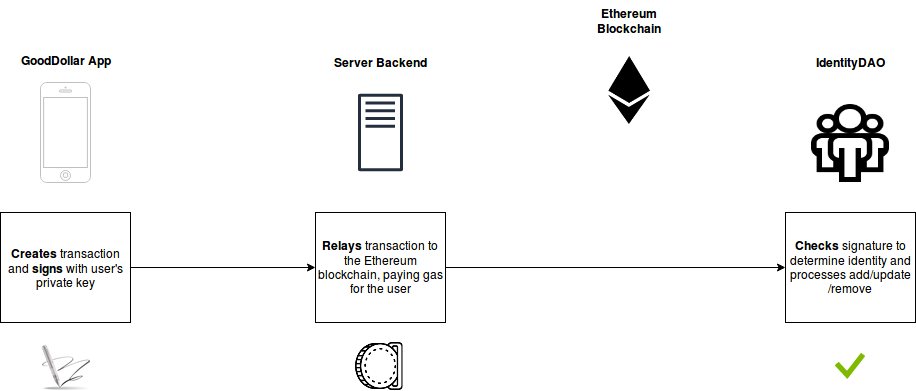 Ethereum
Blockchain
GoodDollar App
Server Backend
IdentityDAO
Creates transaction
and signs with user's
private key
Relays transaction to
the Ethereum
blockchain, paying gas
for the user
Checks signature to
determine identity and
processes add/update
/remove